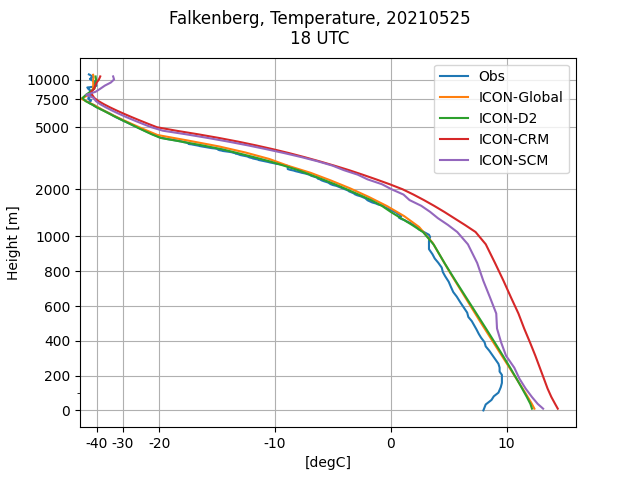 Falkenberg, Temperature, 20210525
18 UTC
Obs
ICON-Global
ICON-D2
ICON-CRM
ICON-SCM
Height [m]
10000
7500
5000
2000
1000
800
600
400
200
0
-40 -30 -20 -10 0 10
[degC]